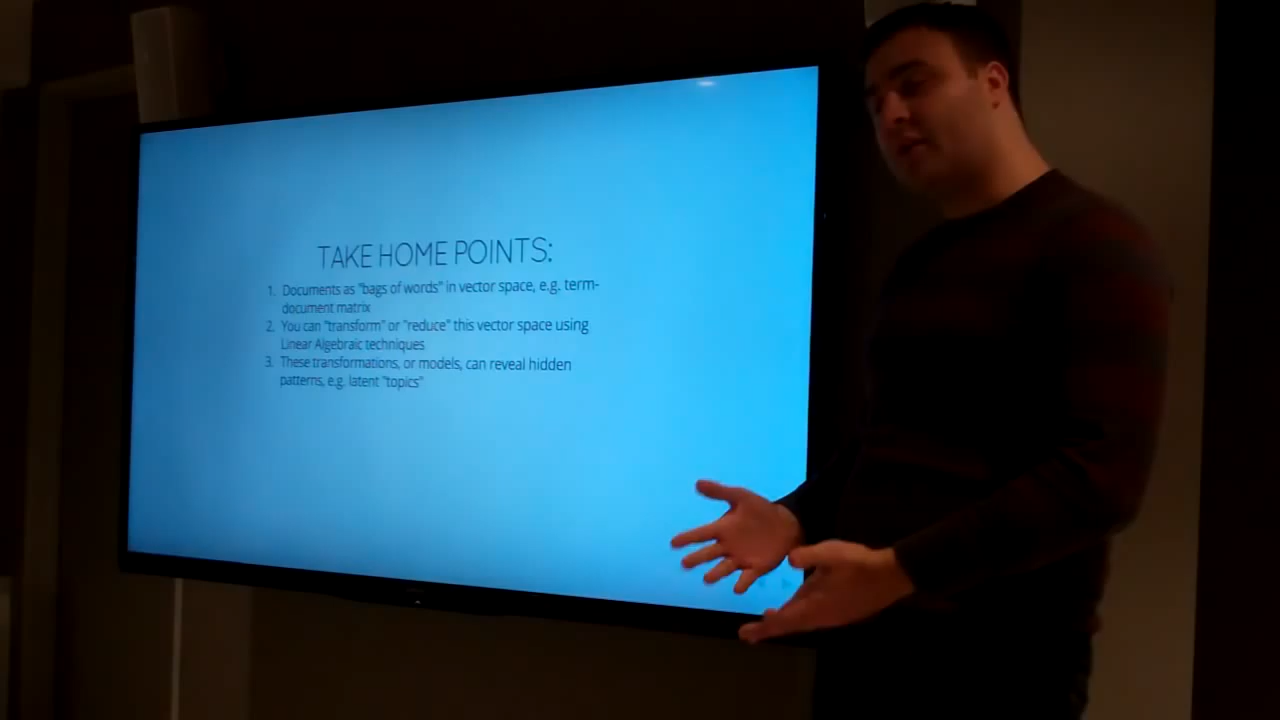 TAKE HOME POINTS:
1. Documents as "bags of words" in vector space, e.g. term-
document matrix
2. You can "transform" or "reduce" this vector space using
Linear Algebraic techniques
3. These transformations, or models, can reveal hidden
patterns, e.g. latent "topics"